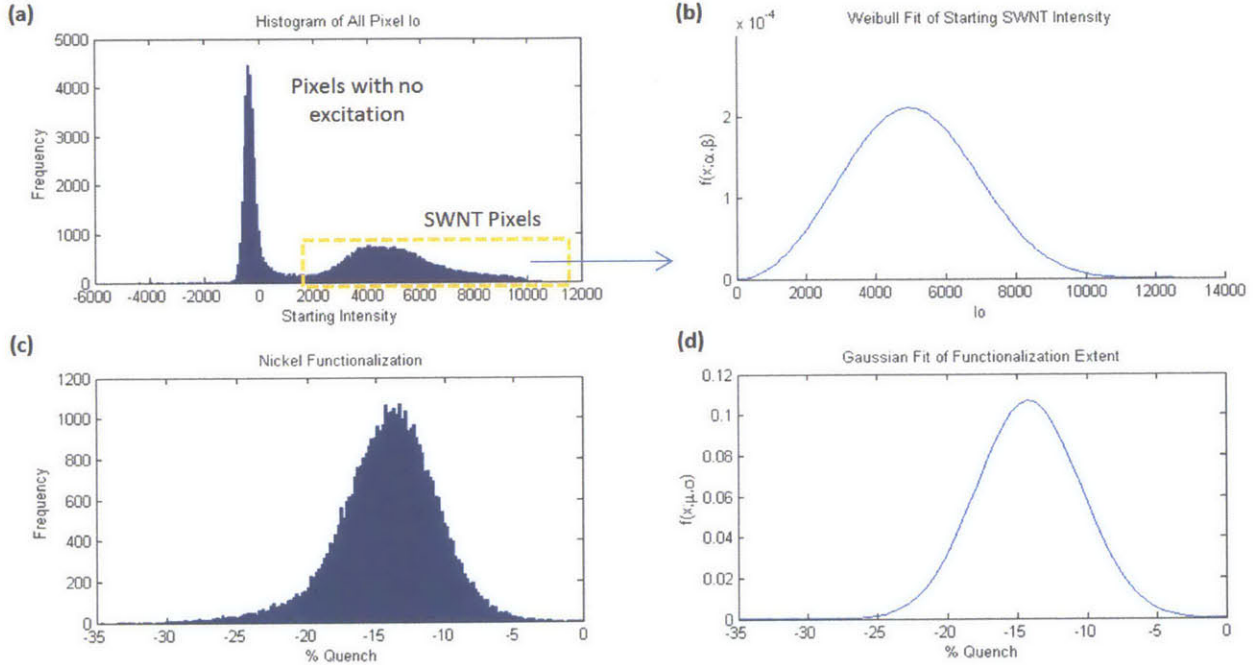 (a)
Histogram of All Pixel Io
5000
4000
3000
2000
1000
0
Frequency
Pixels with no
excitation
SWNT Pixels
-6000 -4000 -2000 0 2000 4000 6000 8000 10000 12000
Starting Intensity
(b)
Weibull Fit of Starting SWNT Intensity
x 10-4
2
1
0
f(x;α,β)
0 2000 4000 6000 8000 10000 12000 14000
Io
(c)
Nickel Functionalization
1200
1000
800
600
400
200
0
Frequency
-35 -30 -25 -20 -15 -10 -5 0
% Quench
(d)
Gaussian Fit of Functionalization Extent
0.12
0.1
0.08
0.06
0.04
0.02
0
f(x;μ,σ)
-35 -30 -25 -20 -15 -10 -5 0
% Quench